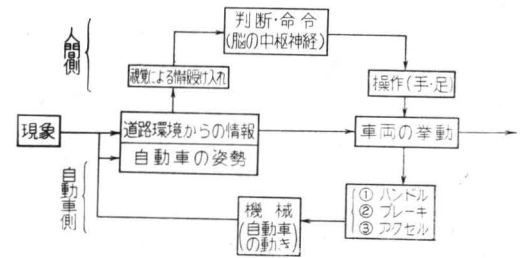 人間側
判断・命令
(脳の中枢神経)
視覚による情報受け入れ
操作(手・足)
現象
道路環境からの情報
自動車の姿勢
車両の挙動
自動車側
機械
(自動車
の動き)
① ハンドル
② ブレーキ
③ アクセル